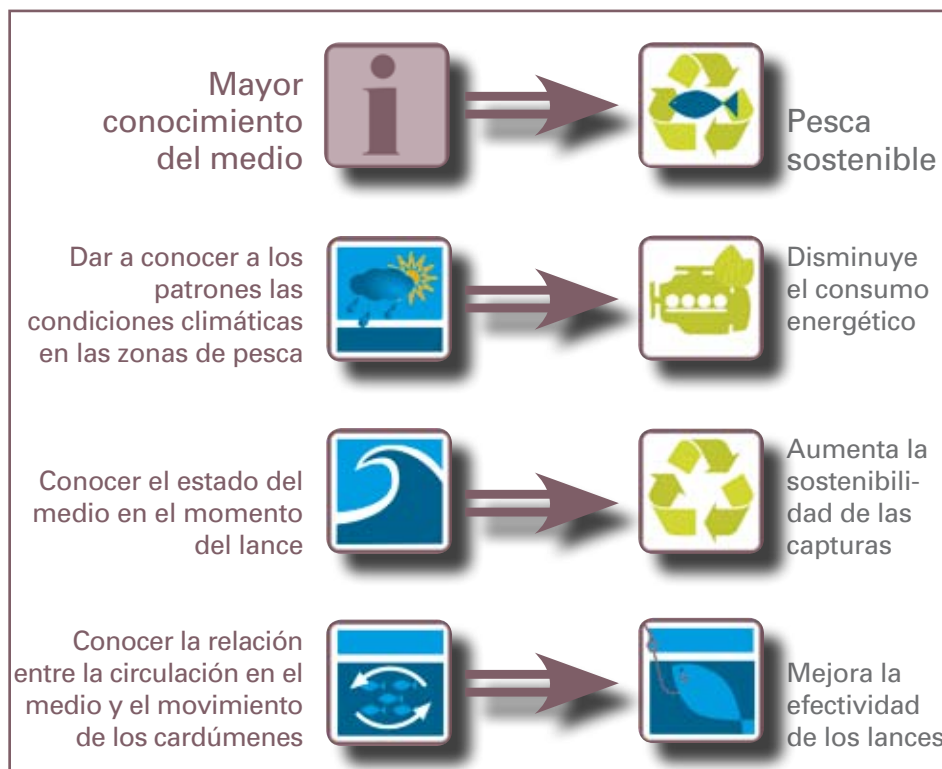 Mayor
conocimiento
del medio
Pesca
sostenible
Dar a conocer a los
patrones las
condiciones climáticas
en las zonas de pesca
Disminuye
el consumo
energético
Conocer el estado del
medio en el momento
del lance
Aumenta la
sostenibili-
dad de las
capturas
Conocer la relación
entre la circulación en el
medio y el movimiento
de los cardúmenes
Mejora la
efectividad
de los lances